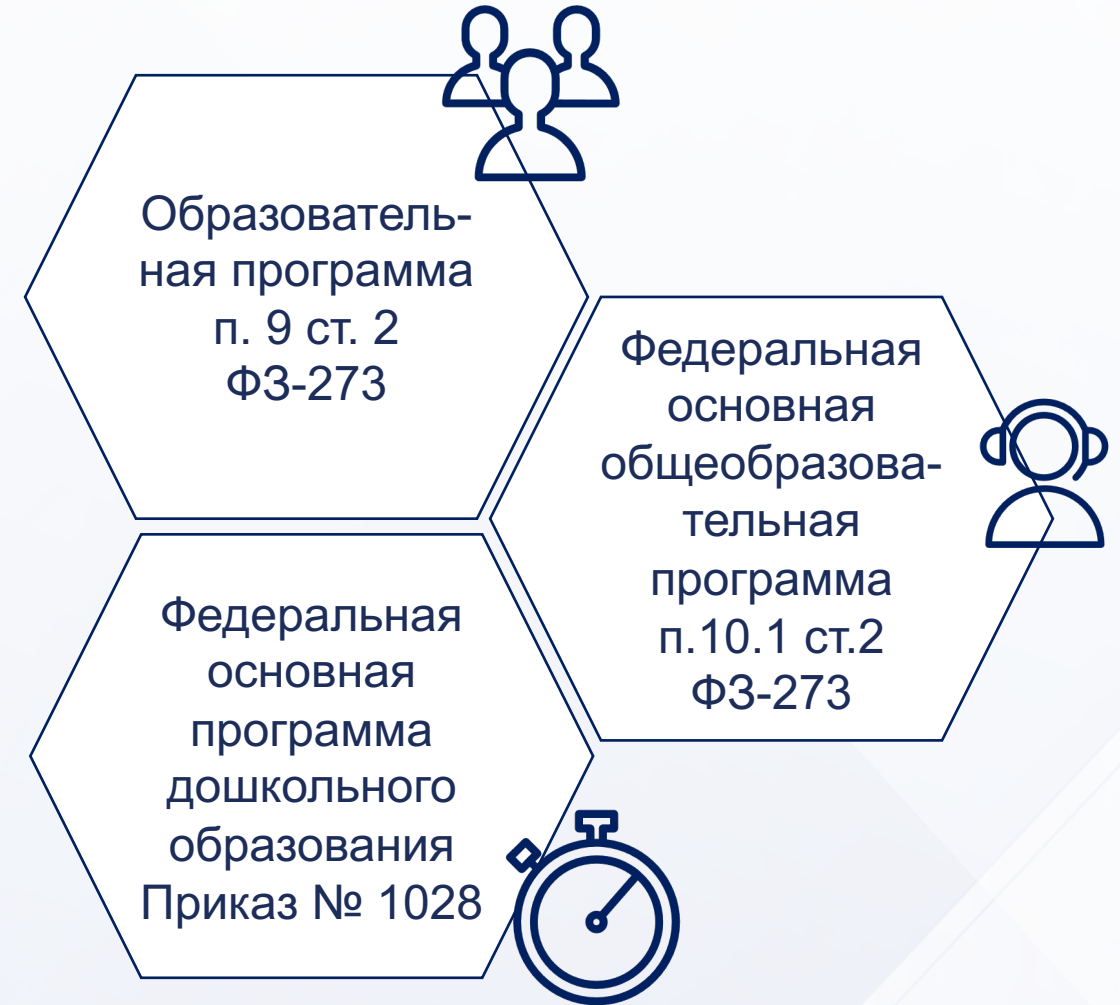 Образователь-
ная программа
п. 9 ст. 2
ФЗ-273
Федеральная
основная
общеобразова-
тельная
программа
п.10.1 ст.2
ФЗ-273
Федеральная
основная
программа
дошкольного
образования
Приказ № 1028